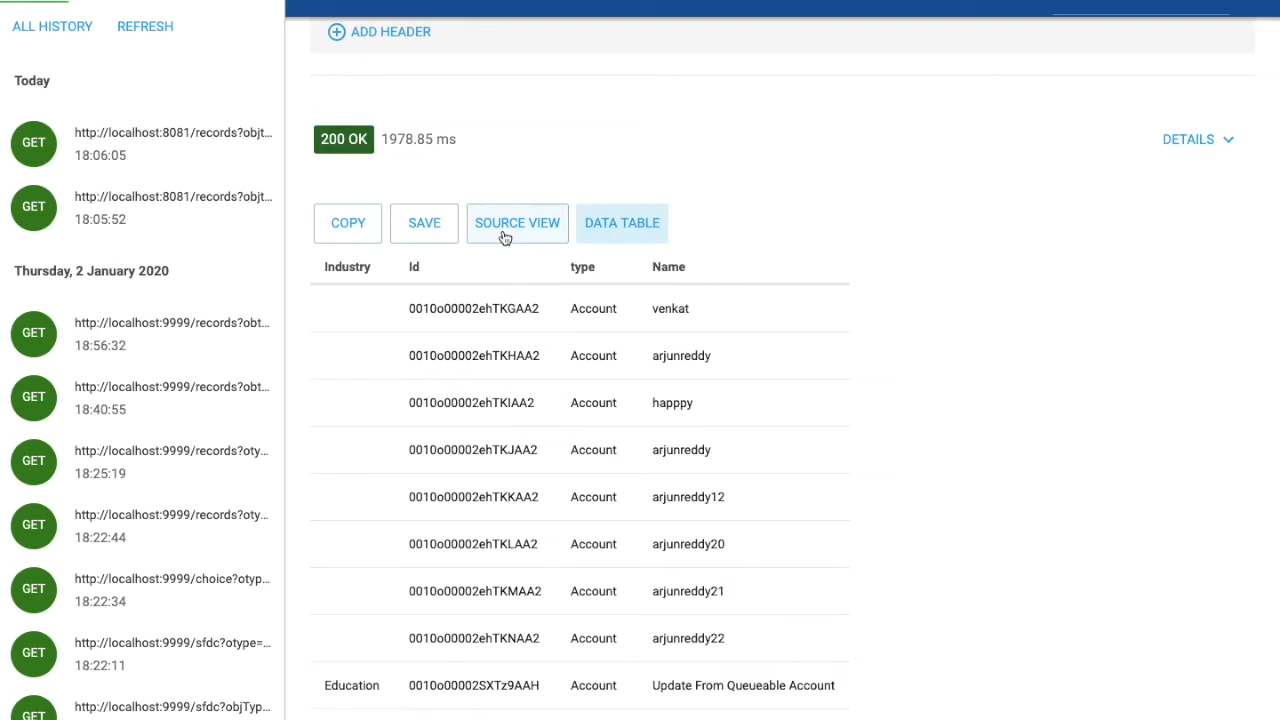 ALL HISTORY REFRESH
Today
GET http://localhost:8081/records?objt...
18:06:05
GET http://localhost:8081/records?objt...
18:05:52
Thursday, 2 January 2020
GET http://localhost:9999/records?obt...
18:56:32
GET http://localhost:9999/records?obt...
18:40:55
GET http://localhost:9999/records?oty...
18:25:19
GET http://localhost:9999/records?oty...
18:22:44
GET http://localhost:9999/choice?otyp...
18:22:34
GET http://localhost:9999/sfdc?otype=...
18:22:11
GET http://localhost:9999/sfdc?objTyp...
ADD HEADER
200 OK 1978.85 ms DETAILS
COPY SAVE SOURCE VIEW DATA TABLE
Industry Id type Name
0010o00002ehTKGAA2 Account venkat
0010o00002ehTKHAA2 Account arjunreddy
0010o00002ehTKIAA2 Account happpy
0010o00002ehTKJAA2 Account arjunreddy
0010o00002ehTKKAA2 Account arjunreddy12
0010o00002ehTKLAA2 Account arjunreddy20
0010o00002ehTKMAA2 Account arjunreddy21
0010o00002ehTKNAA2 Account arjunreddy22
Education 0010o00002SXTz9AAH Account Update From Queueable Account